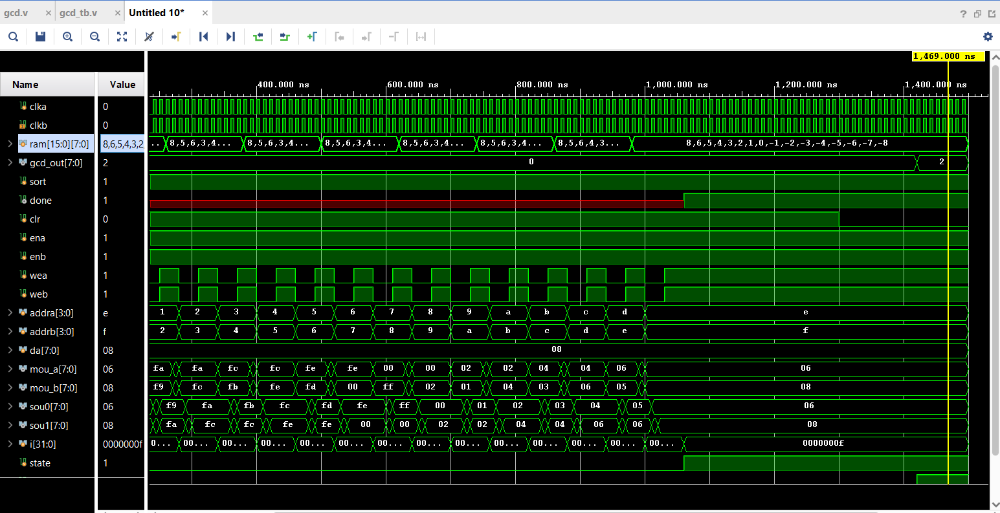 gcd.v × gcd_tb.v × Untitled 10* ×
?
1,469.000 ns
Name Value
400.000 ns 600.000 ns 800.000 ns 1,000.000 ns 1,200.000 ns 1,400.000 ns
clka 0
clkb 0
ram[15:0][7:0] 8,6,5,4,3,2, .. 8,5,6,3,4... 8,5,6,3,4... 8,5,6,3,4... 8,5,6,3,4... 8,5,6,3,4... 8,5,6,4,3... 8,6,5,4,3,2,1,0,-1,-2,-3,-4,-5,-6,-7,-8
gcd_out[7:0] 2 0 2
sort 1
done 1
clr 0
ena 1
enb 1
wea 1
web 1
addra[3:0] e 1 2 3 4 5 6 7 8 9 a b c d e
addrb[3:0] f 2 3 4 5 6 7 8 9 a b c d e f
da[7:0] 08 08
mou_a[7:0] 06 fa fa fc fc fe fe 00 00 02 02 04 04 06 06
mou_b[7:0] 08 f9 fc fb fe fd 00 ff 02 01 04 03 06 05 08
sou0[7:0] 06 f9 fa fb fc fd fe ff 00 01 02 03 04 05 06
sou1[7:0] 08 fa fc fc fe fe 00 00 02 02 04 04 06 06 08
i[31:0] 0000000f 0... 00... 00... 00... 00... 00... 00... 00... 00... 00... 00... 00... 00... 00... 0000000f
state 1